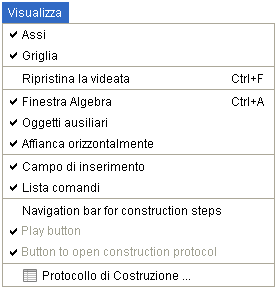 Visualizza
Assi
Griglia
Ripristina la videata Ctrl+F
Finestra Algebra Ctrl+A
Oggetti ausiliari
Affianca orizzontalmente
Campo di inserimento
Lista comandi
Navigation bar for construction steps
Play button
Button to open construction protocol
Protocollo di Costruzione ...